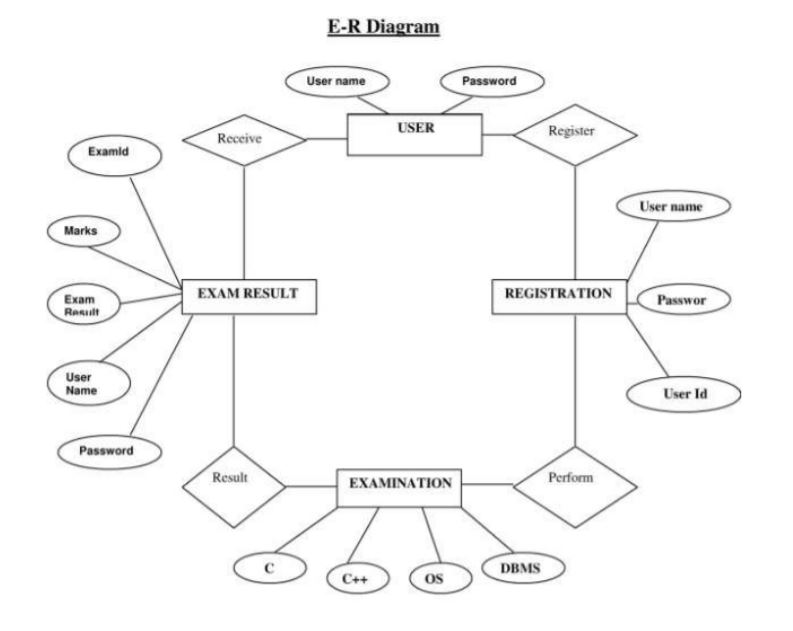 E-R Diagram
User name
Password
USER
Receive
Register
ExamId
Marks
Exam
Result
User
Name
Password
EXAM RESULT
REGISTRATION
User name
Passwor
User Id
Result
EXAMINATION
Perform
C
C++
OS
DBMS